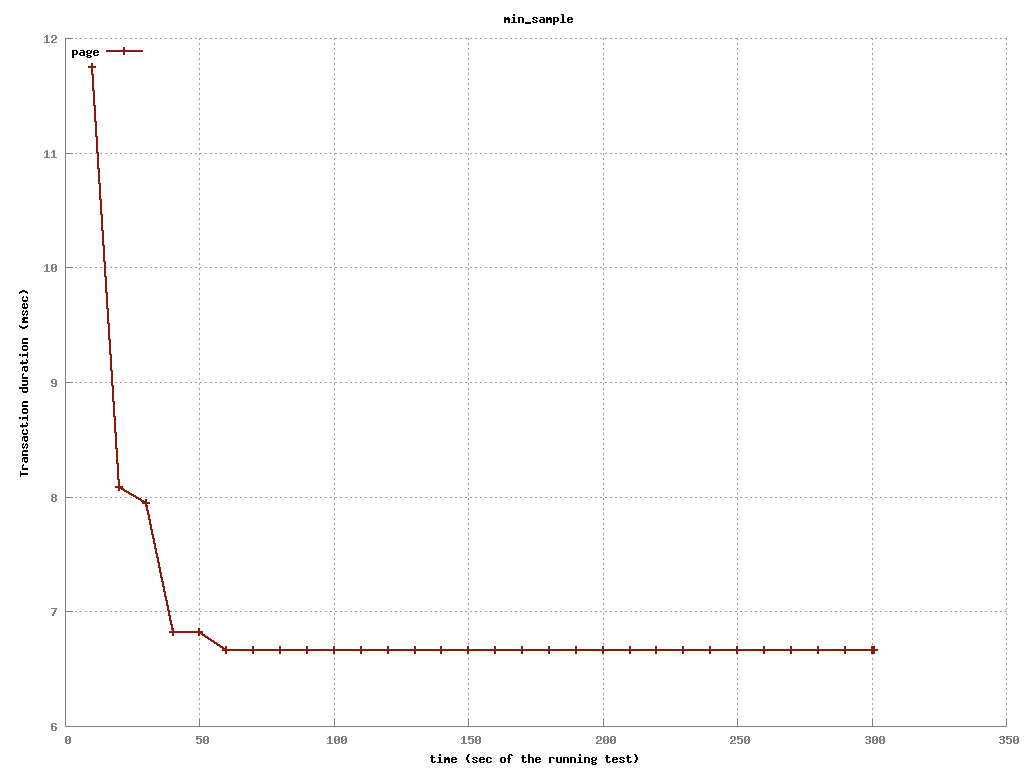 min_sample
page
12
11
10
9
8
7
6
Transaction duration (msec)
0 50 100 150 200 250 300 350
time (sec of the running test)